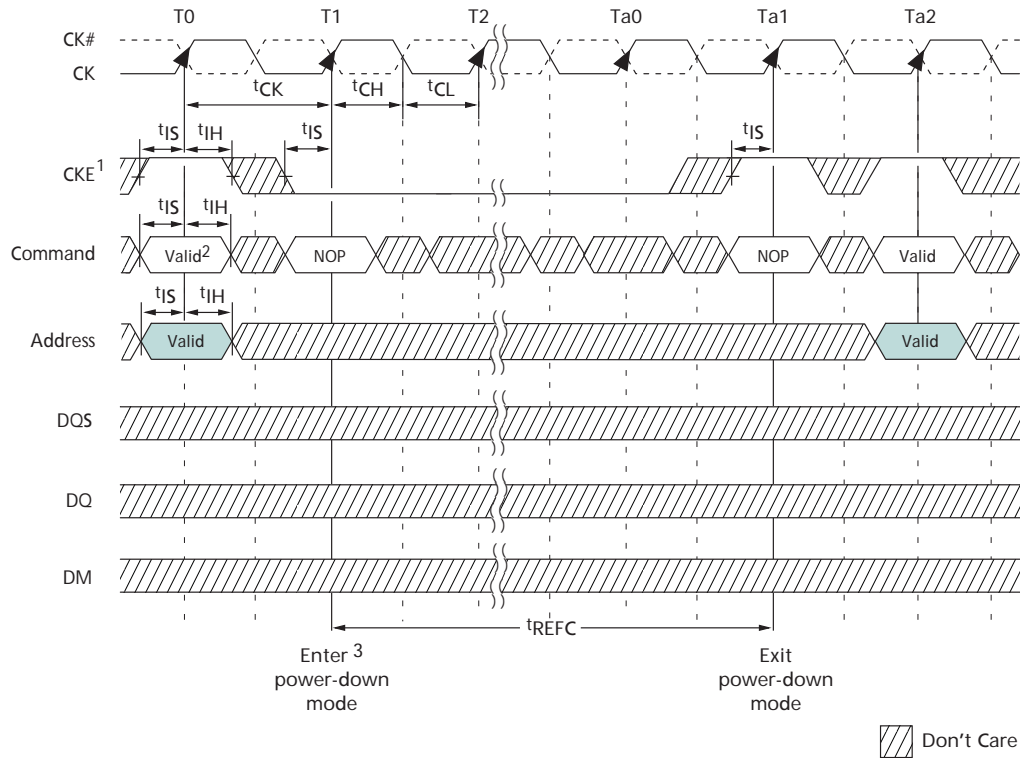 T0 T1 T2 Ta0 Ta1 Ta2
CK#
CK
tCK tCH tCL
tIS tIH tIS tIS
CKE1
tIS tIH
Command Valid2 NOP NOP Valid
tIS tIH
Address Valid Valid
DQS
DQ
DM
tREFC
Enter 3
power-down
mode
Exit
power-down
mode
Don't Care